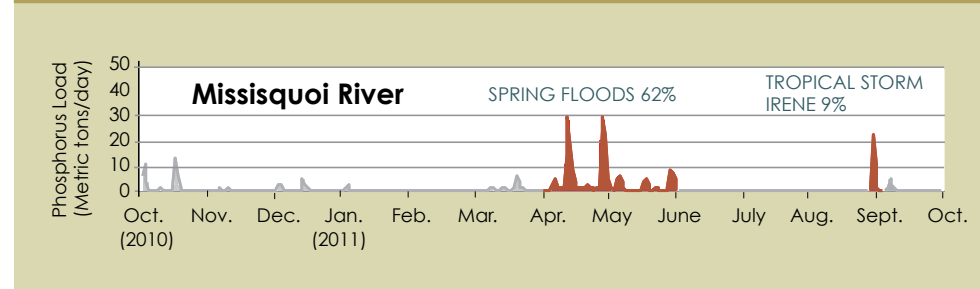 Phosphorus Load
(Metric tons/day)
50
40
30
20
10
0
Missisquoi River
SPRING FLOODS 62%
TROPICAL STORM
IRENE 9%
Oct. Nov. Dec. Jan. Feb. Mar. Apr. May June July Aug. Sept. Oct.
(2010) (2011)